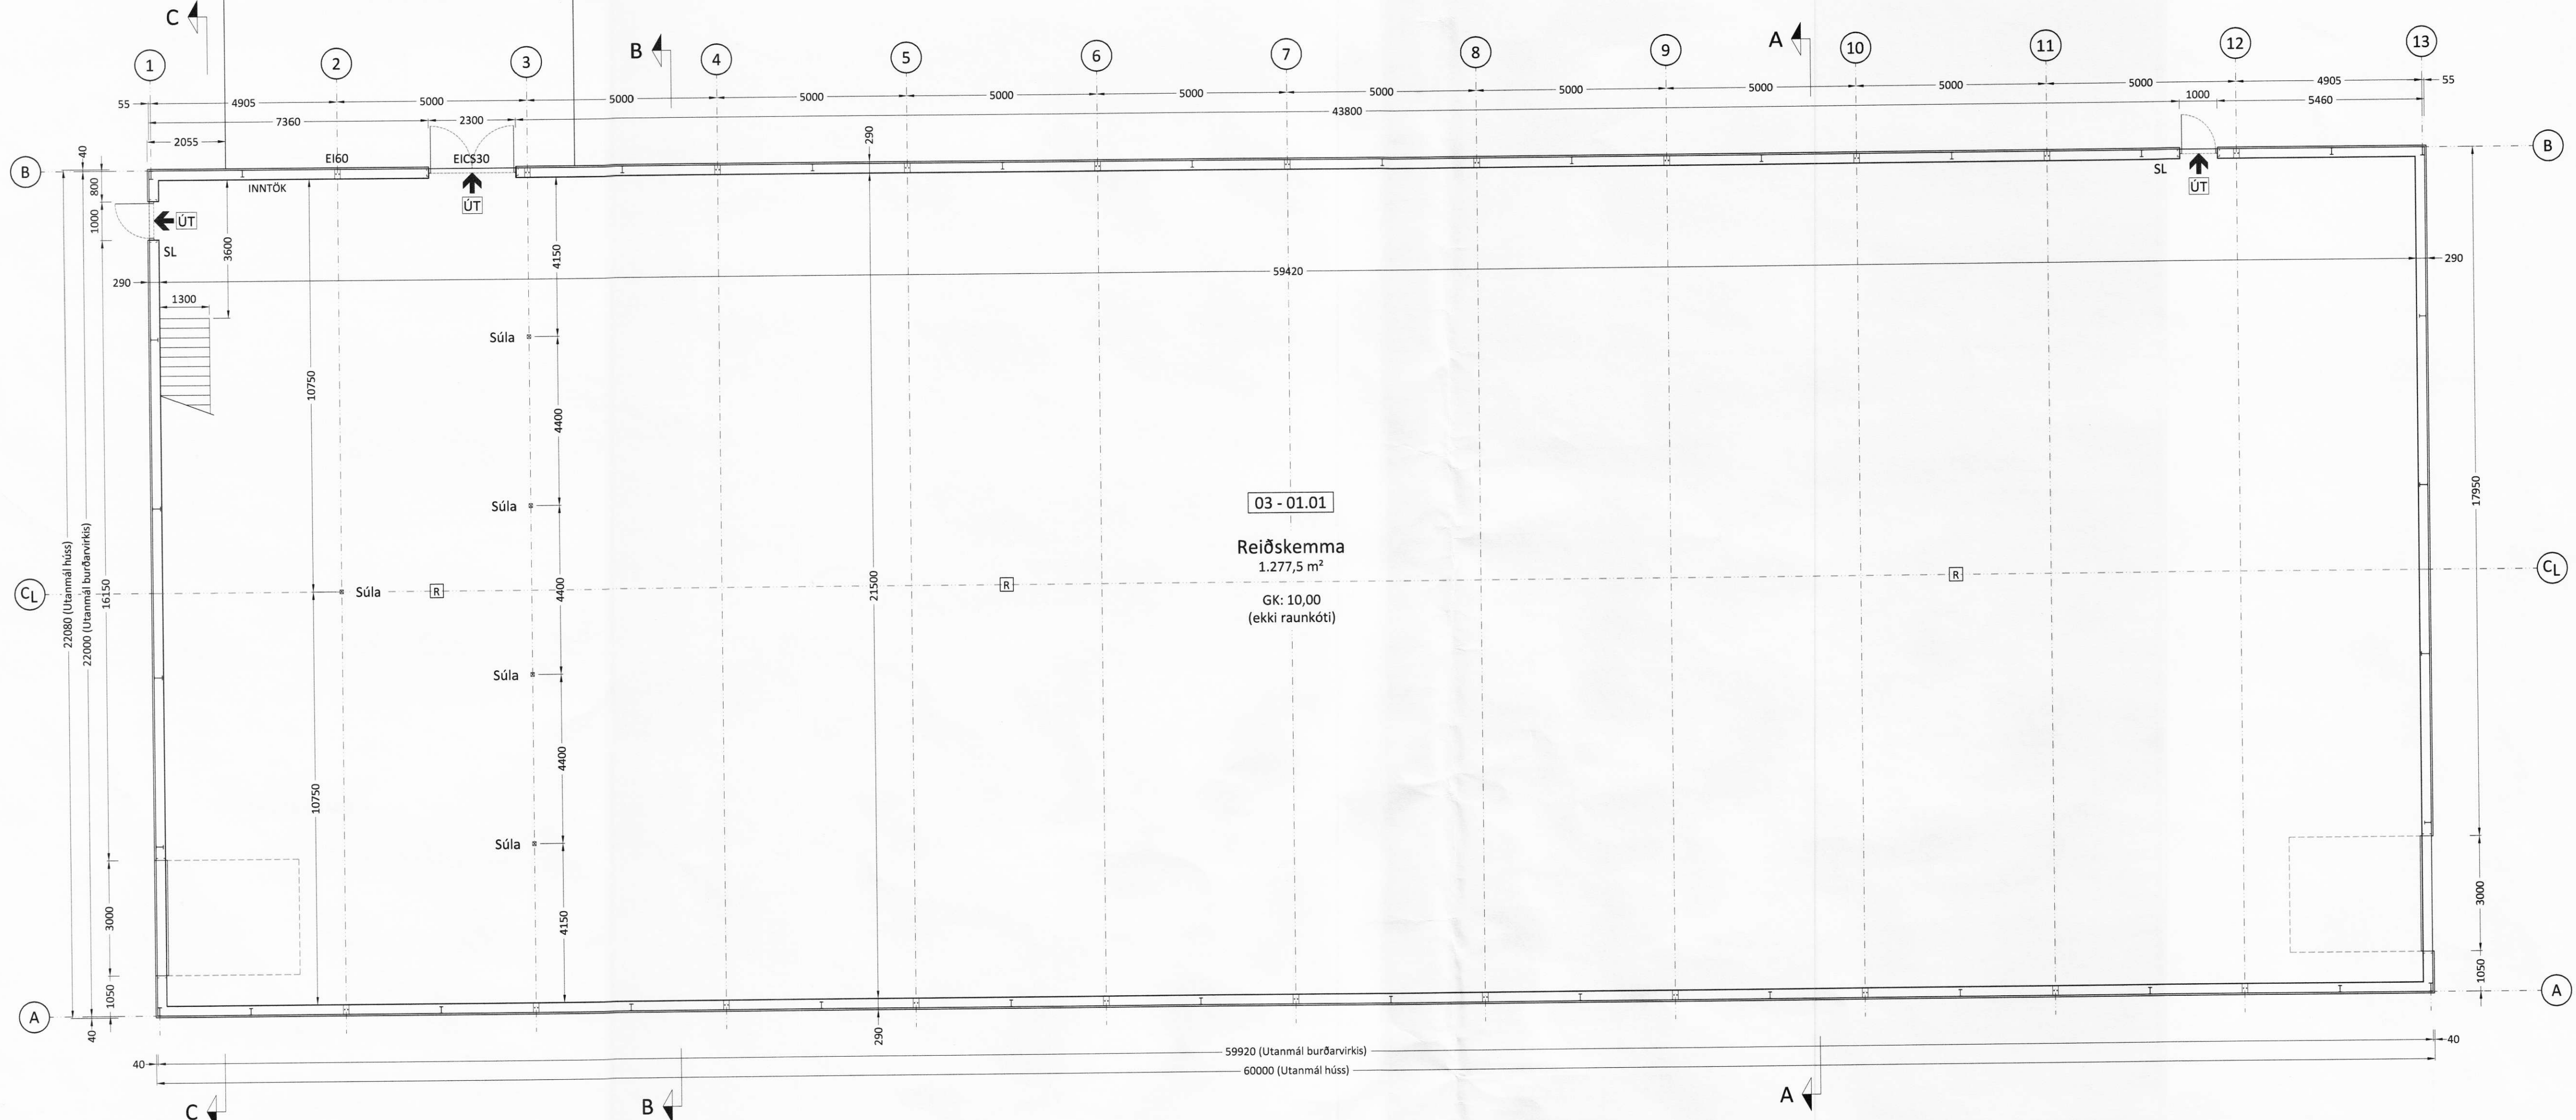 C
B
A
1
2
3
4
5
6
7
8
9
10
11
12
13
55
4905
5000
5000
5000
5000
5000
5000
5000
5000
5000
5000
4905
55
7360
2300
43800
1000
5460
2055
290
40
B
EI60
EICS30
B
INNTÖK
800
ÚT
SL
ÚT
1000
ÚT
SL
3600
4150
59420
290
290
1300
Súla
10750
4400
Súla
03 - 01.01
17950
Reiðskemma
1.277,5 m²
22080 (Utanmál húss)
22000 (Utanmál burðarvirkis)
16150
CL
Súla
R
4400
21500
R
R
CL
GK: 10,00
(ekki raunkóti)
Súla
4400
10750
Súla
3000
4150
3000
1050
1050
A
A
40
290
59920 (Utanmál burðarvirkis)
40
40
60000 (Utanmál húss)
C
B
A